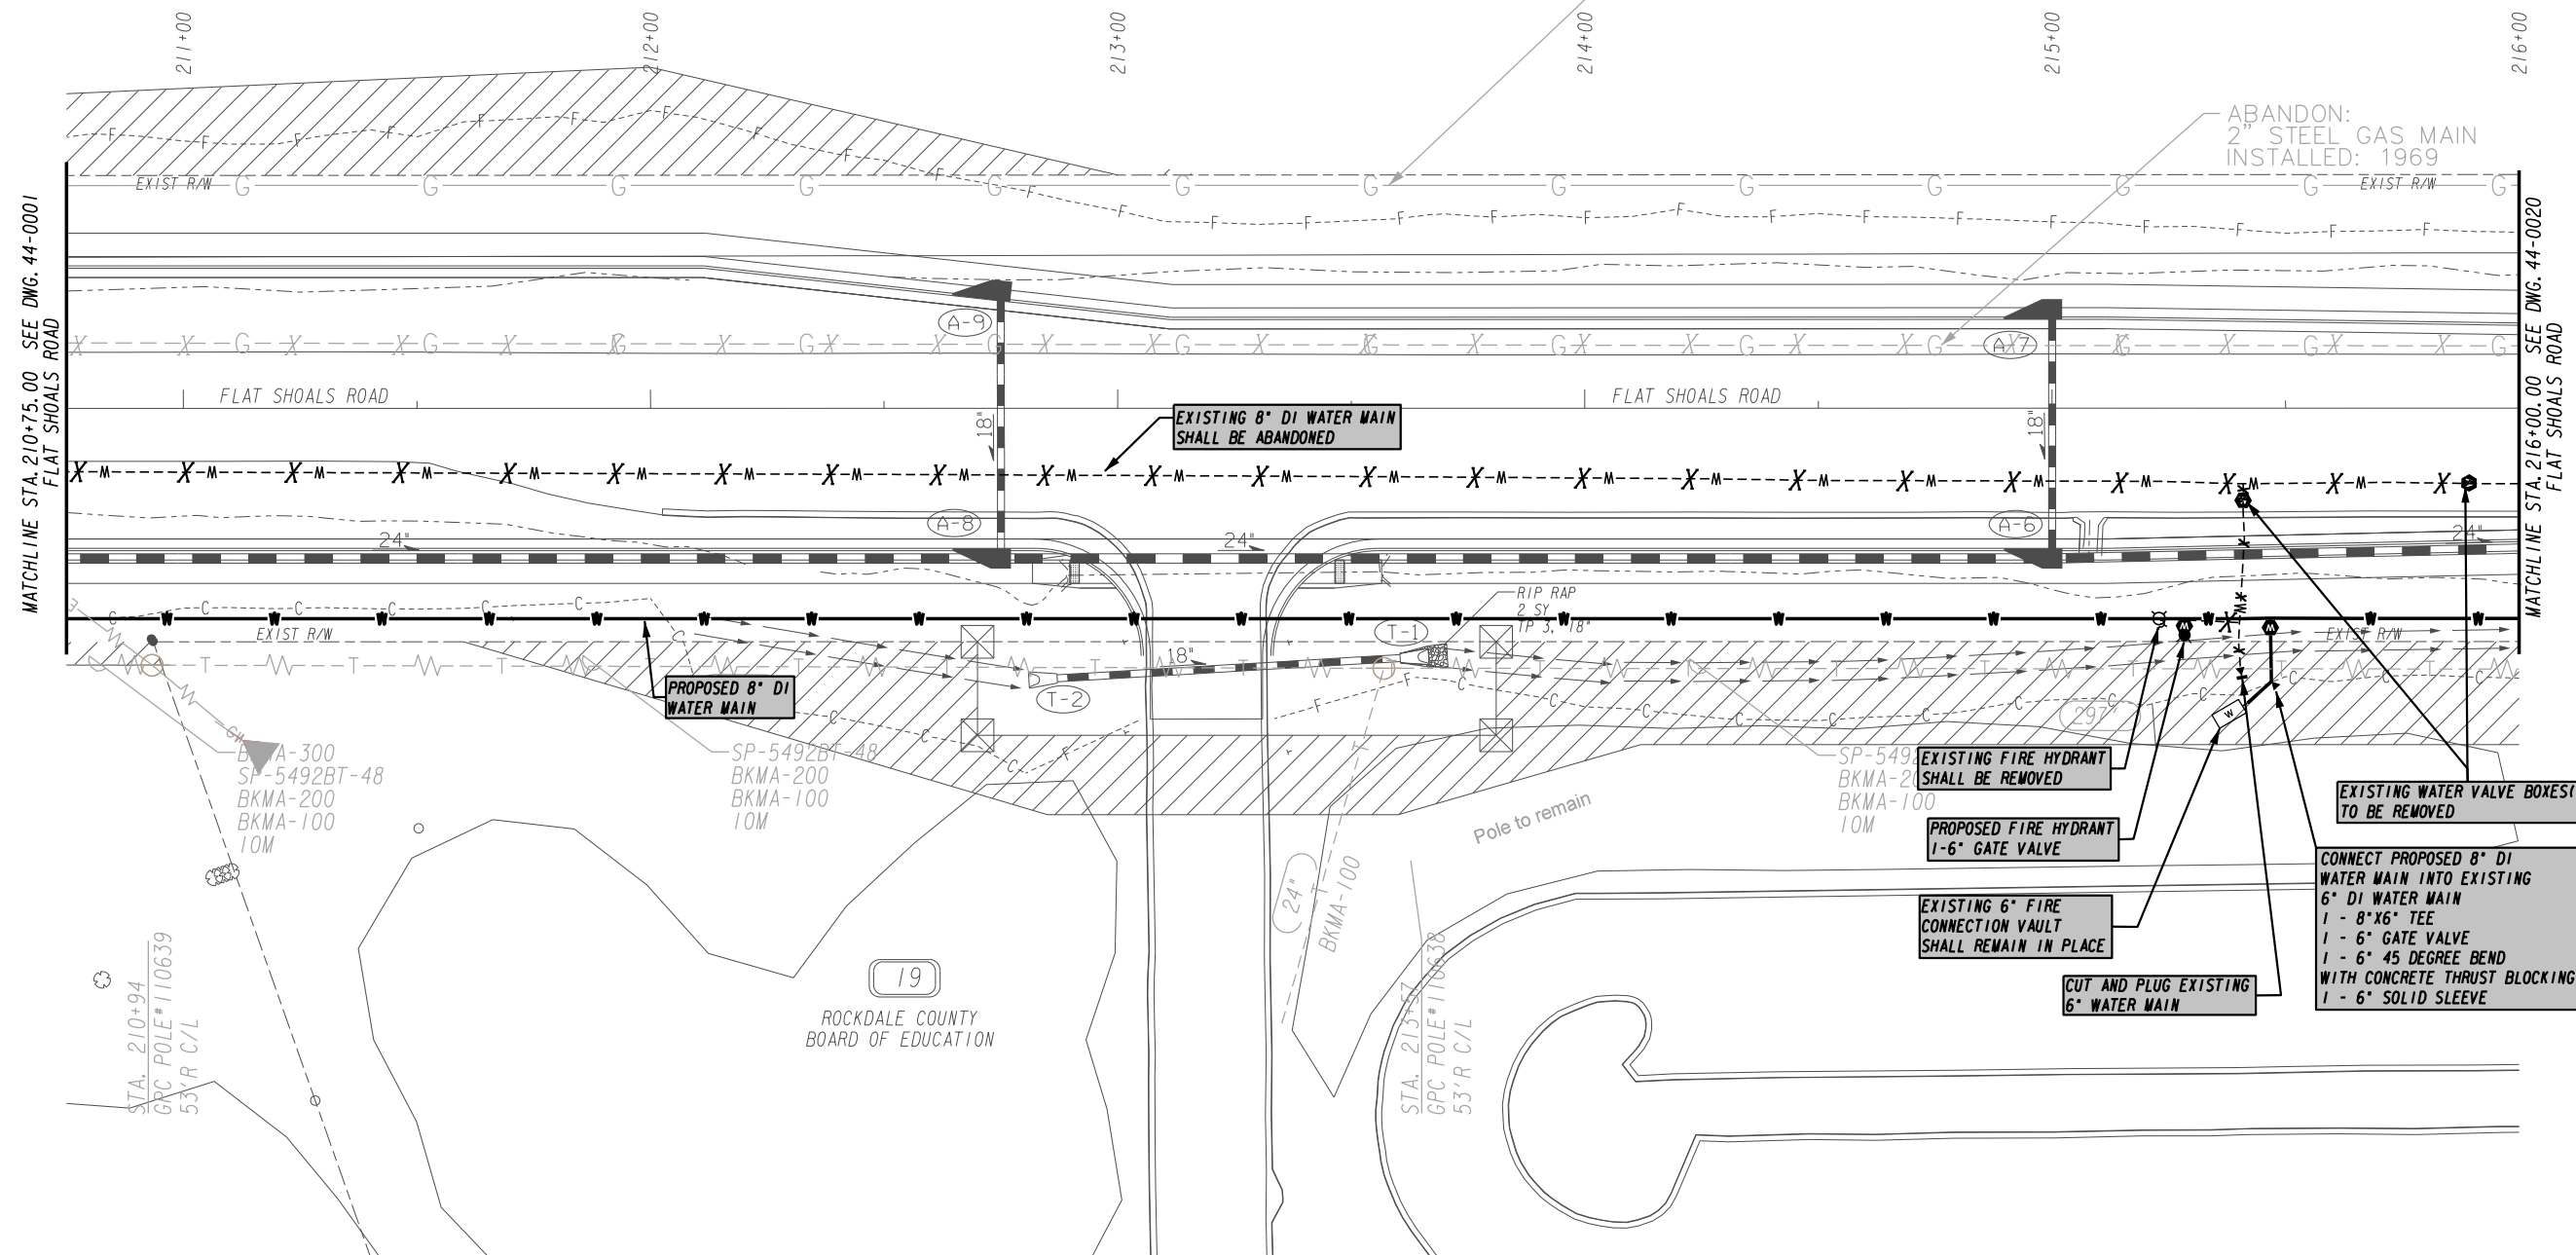 211+00
212+00
213+00
214+00
215+00
216+00
ABANDON:
2" STEEL GAS MAIN
INSTALLED: 1969
MATCHLINE STA.210+75.00 SEE DWG. 44-0001
FLAT SHOALS ROAD
MATCHLINE STA.216+00.00 SEE DWG. 44-0020
FLAT SHOALS ROAD
EXIST R/W
EXIST R/W
A-9
A-7
FLAT SHOALS ROAD
FLAT SHOALS ROAD
18"
18"
EXISTING 8" DI WATER MAIN
SHALL BE ABANDONED
A-8
A-6
24"
24"
24"
RIP RAP
2 SY
TP 3, 18"
EXIST R/W
EXIST R/W
T-1
18"
T-2
PROPOSED 8" DI
WATER MAIN
297
BKMA-300
SP-5492BT-48
BKMA-200
BKMA-100
10M
SP-5492BT-48
BKMA-200
BKMA-100
10M
SP-5492
BKMA-20
BKMA-100
10M
Pole to remain
EXISTING FIRE HYDRANT
SHALL BE REMOVED
EXISTING WATER VALVE BOXES(
TO BE REMOVED
PROPOSED FIRE HYDRANT
1-6" GATE VALVE
CONNECT PROPOSED 8" DI
WATER MAIN INTO EXISTING
6" DI WATER MAIN
1 - 8"X6" TEE
1 - 6" GATE VALVE
1 - 6" 45 DEGREE BEND
WITH CONCRETE THRUST BLOCKING
1 - 6" SOLID SLEEVE
EXISTING 6" FIRE
CONNECTION VAULT
SHALL REMAIN IN PLACE
CUT AND PLUG EXISTING
6" WATER MAIN
24"
BKMA-100
STA. 210+94
GPC POLE#110639
53'R C/L
19
ROCKDALE COUNTY
BOARD OF EDUCATION
STA. 213+57
GPC POLE#110638
53'R C/L